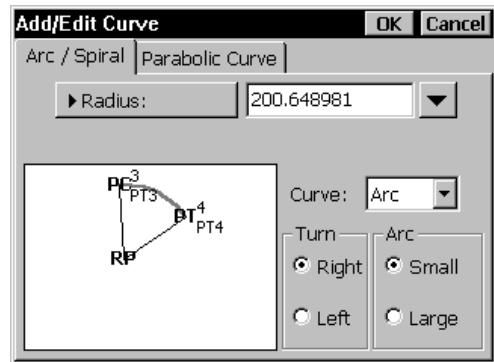 Add/Edit Curve OK Cancel
Arc / Spiral Parabolic Curve
Radius: 200.648981
PC 3
PT3
PT 4
PT4
RP
Curve: Arc
Turn Arc
Right Small
Left Large